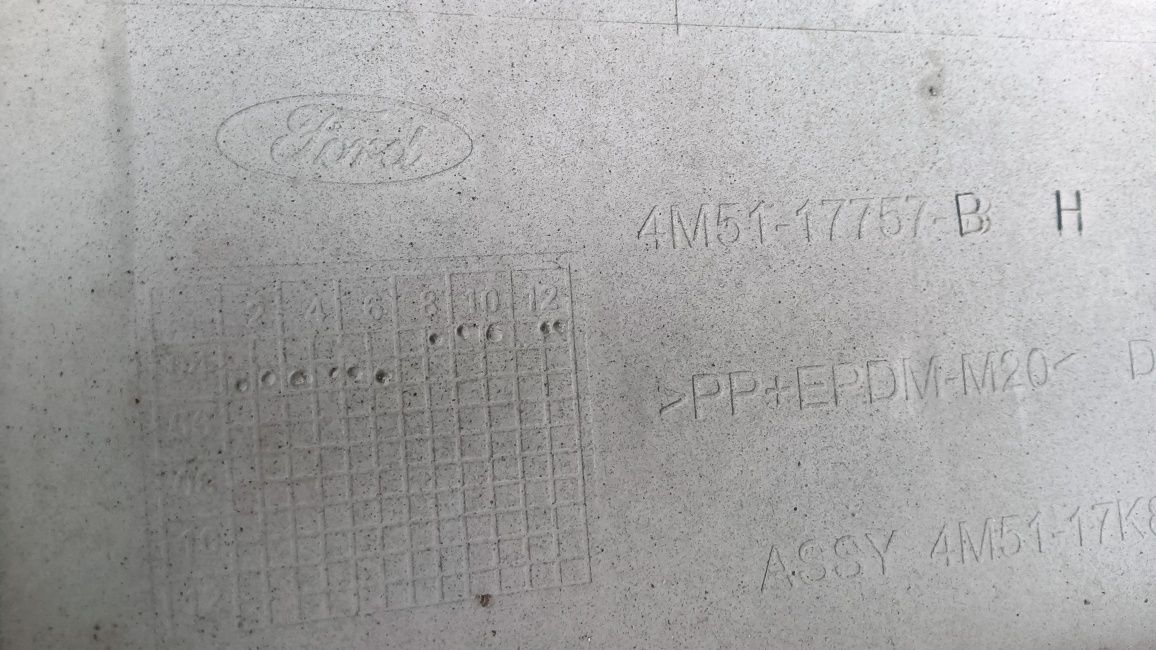 Ford
4M51-17757-B H
2 4 6 8 10 12
>PP+EPDM-M20<
ASSY 4M51-17K8